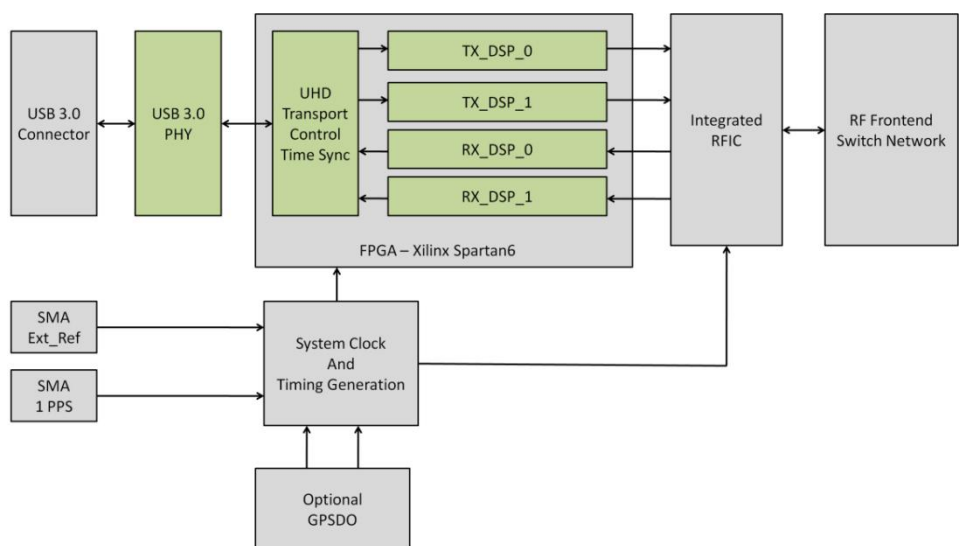 USB 3.0
Connector
USB 3.0
PHY
UHD
Transport
Control
Time Sync
TX_DSP_0
TX_DSP_1
RX_DSP_0
RX_DSP_1
FPGA – Xilinx Spartan6
Integrated
RFIC
RF Frontend
Switch Network
SMA
Ext_Ref
SMA
1 PPS
System Clock
And
Timing Generation
Optional
GPSDO